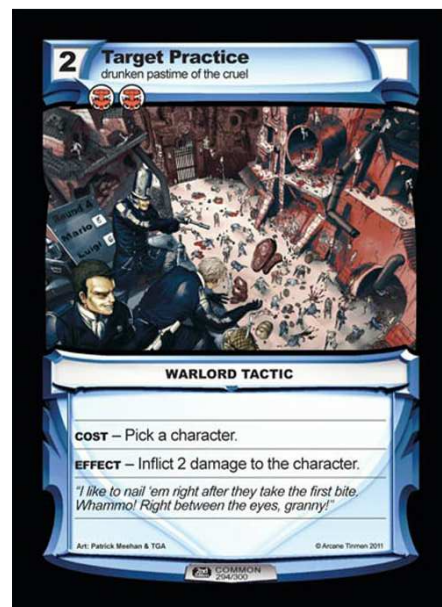 2
Target Practice
drunken pastime of the cruel
Round 4
Mario
Luigi
WARLORD TACTIC
COST – Pick a character.
EFFECT – Inflict 2 damage to the character.
“I like to nail ‘em right after they take the first bite.
Whammo! Right between the eyes, granny!”
Art: Patrick Meehan & TGA
© Arcane Tinmen 2011
COMMON
294/300